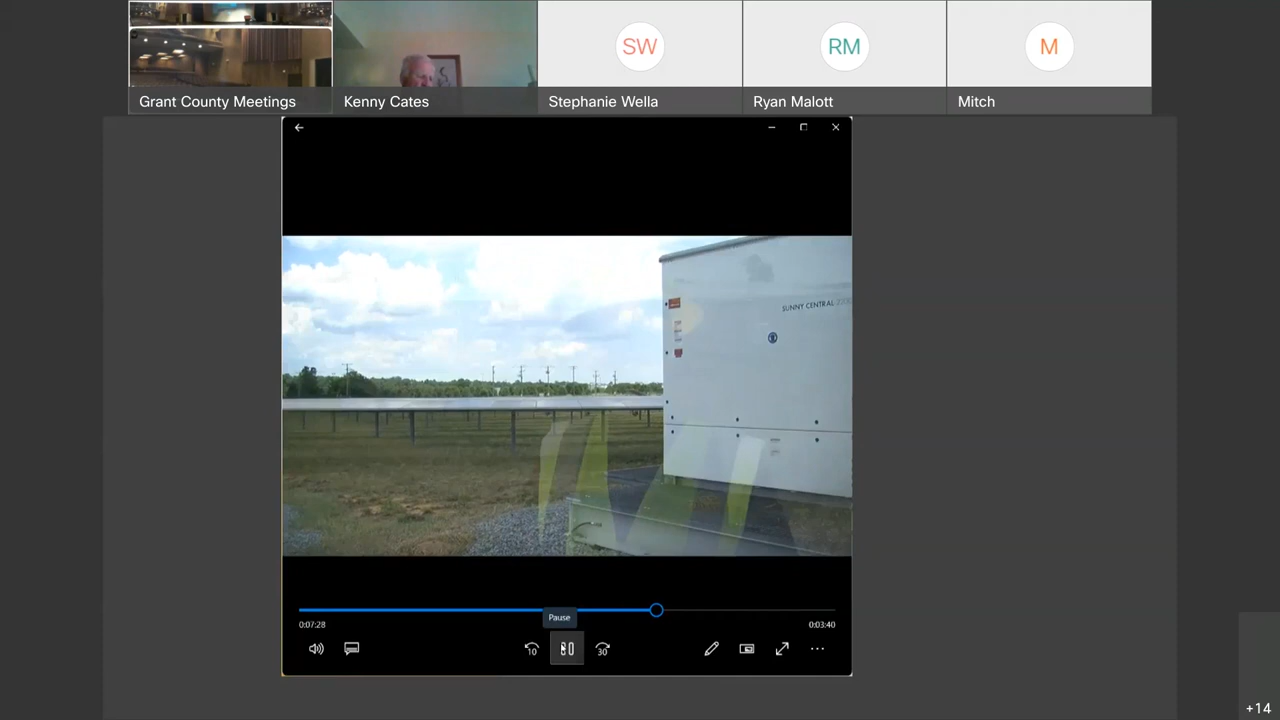 SW
RM
M
Grant County Meetings
Kenny Cates
Stephanie Wella
Ryan Malott
Mitch
SUNNY CENTRAL
Pause
0:07:28
0:03:40
10
30
+14